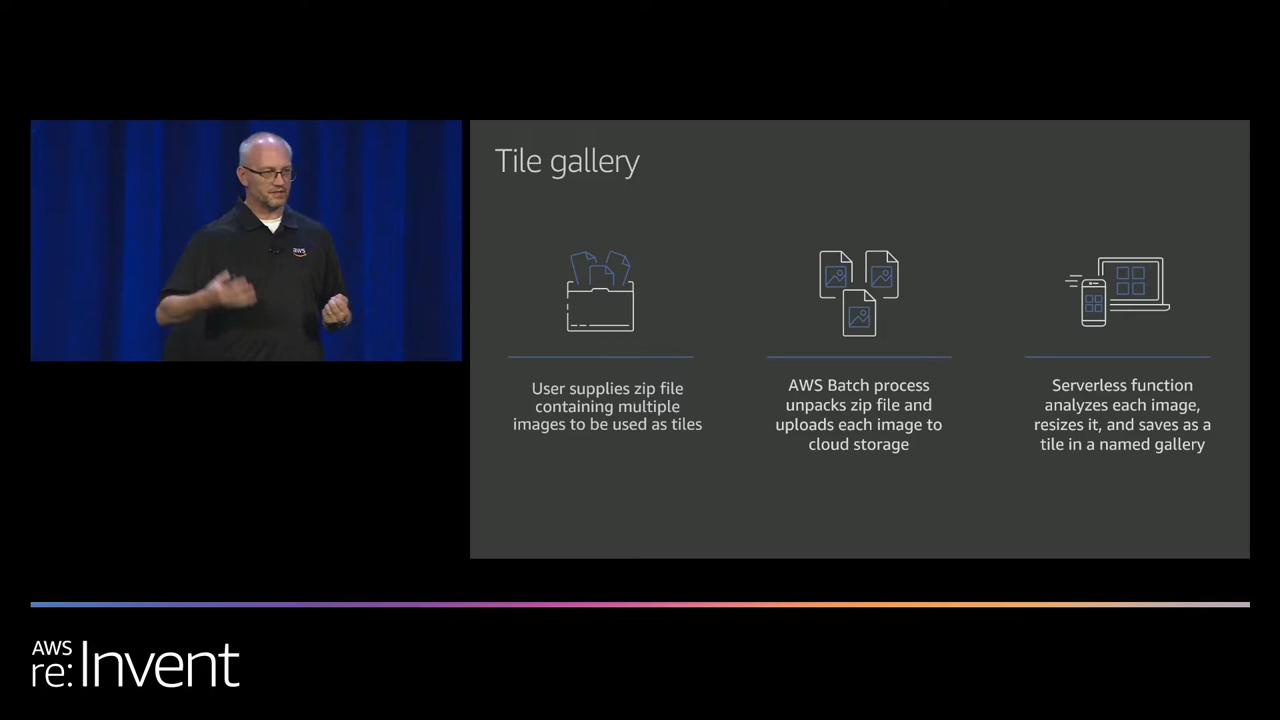 Tile gallery
aws
User supplies zip file
containing multiple
images to be used as tiles
AWS Batch process
unpacks zip file and
uploads each image to
cloud storage
Serverless function
analyzes each image,
resizes it, and saves as a
tile in a named gallery
AWS
re:Invent